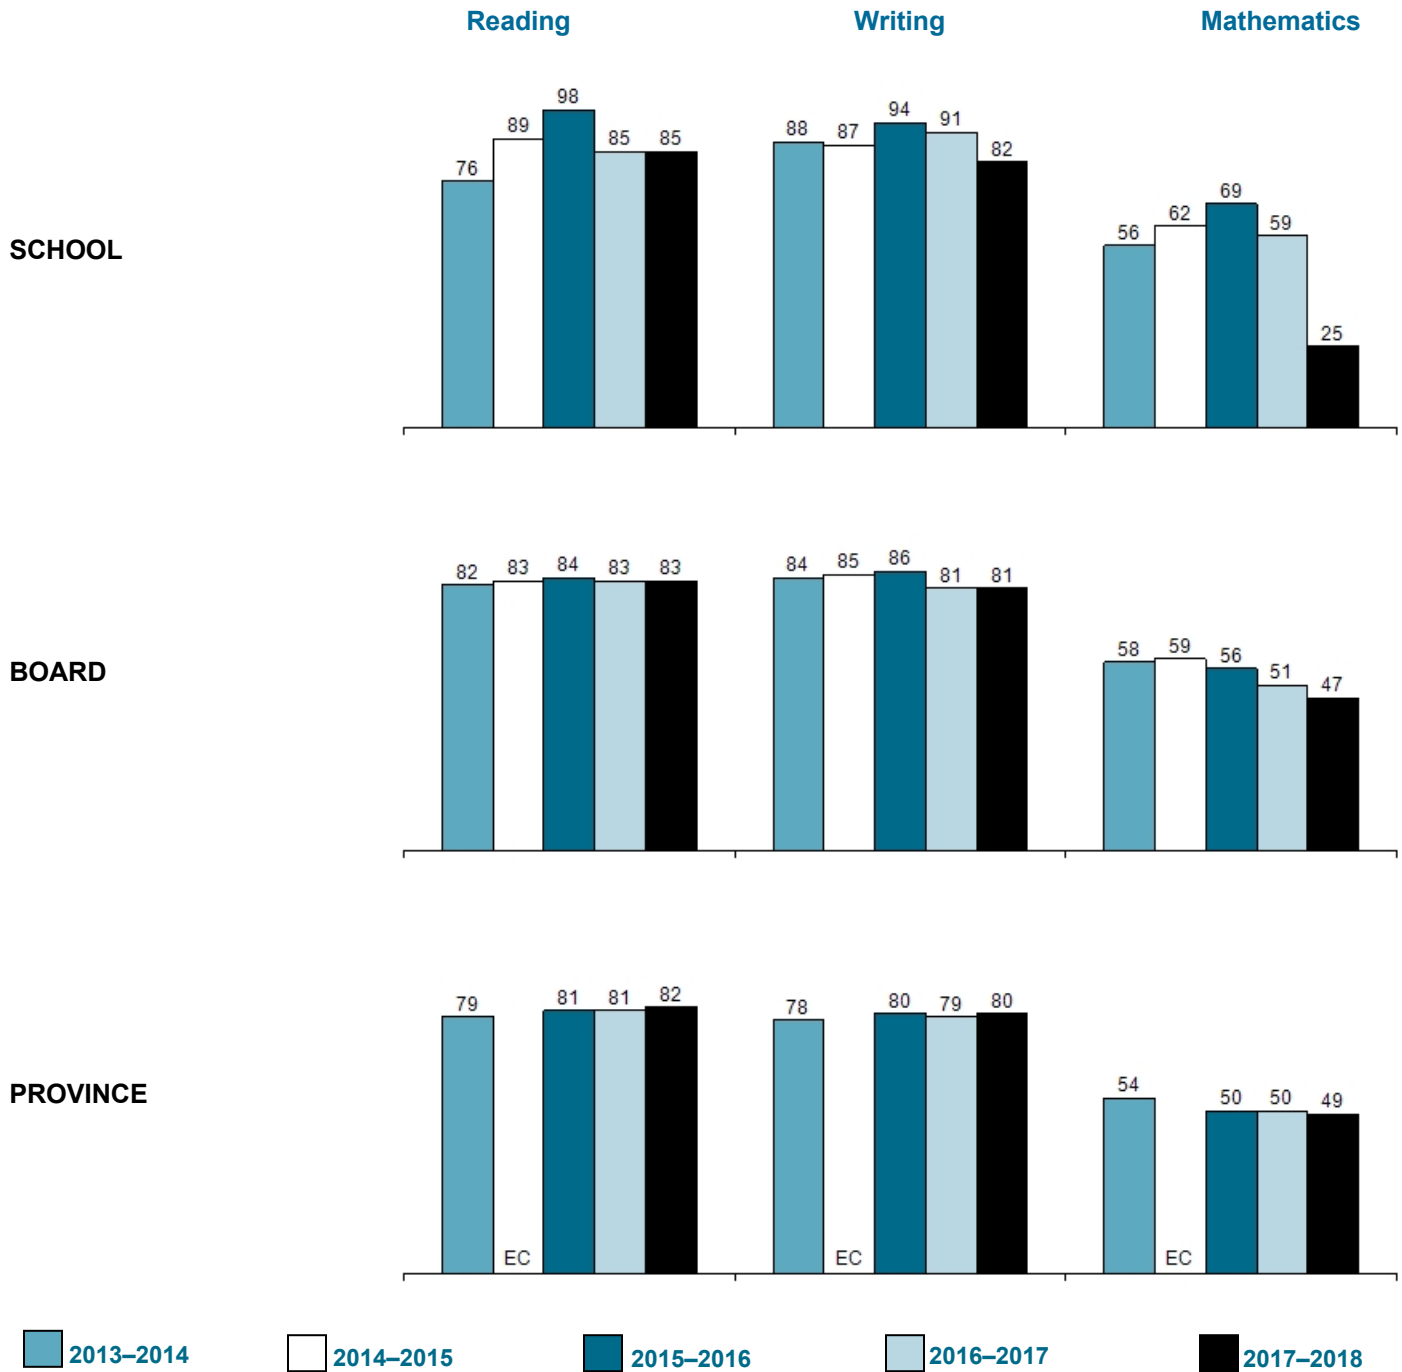 Reading Writing Mathematics
98
94
89
91
88
87
85 85
82
76
69
62
59
56
SCHOOL
25
84 83 83
82 83
84 85 86
81 81
58 59 56
51
47
BOARD
79
81 81 82
78
80 79 80
54
50 50 49
PROVINCE
EC EC EC
2013–2014 2014–2015 2015–2016 2016–2017 2017–2018